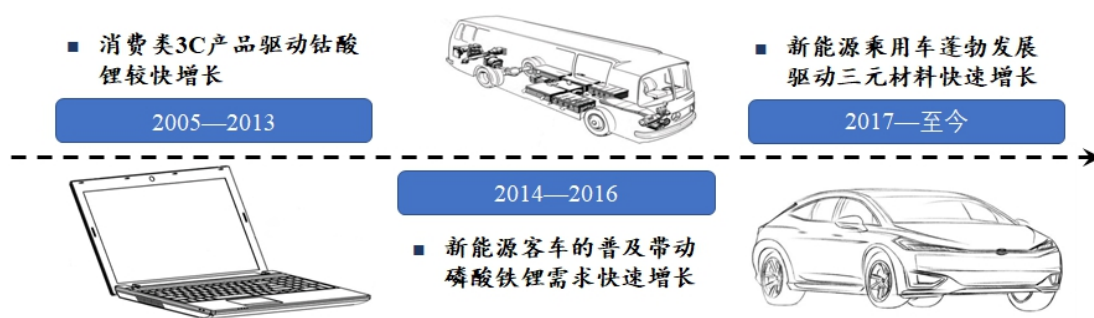 ■ 消费类3C产品驱动钴酸
锂较快增长
2005—2013
2014—2016
■ 新能源客车的普及带动
磷酸铁锂需求快速增长
■ 新能源乘用车蓬勃发展
驱动三元材料快速增长
2017—至今